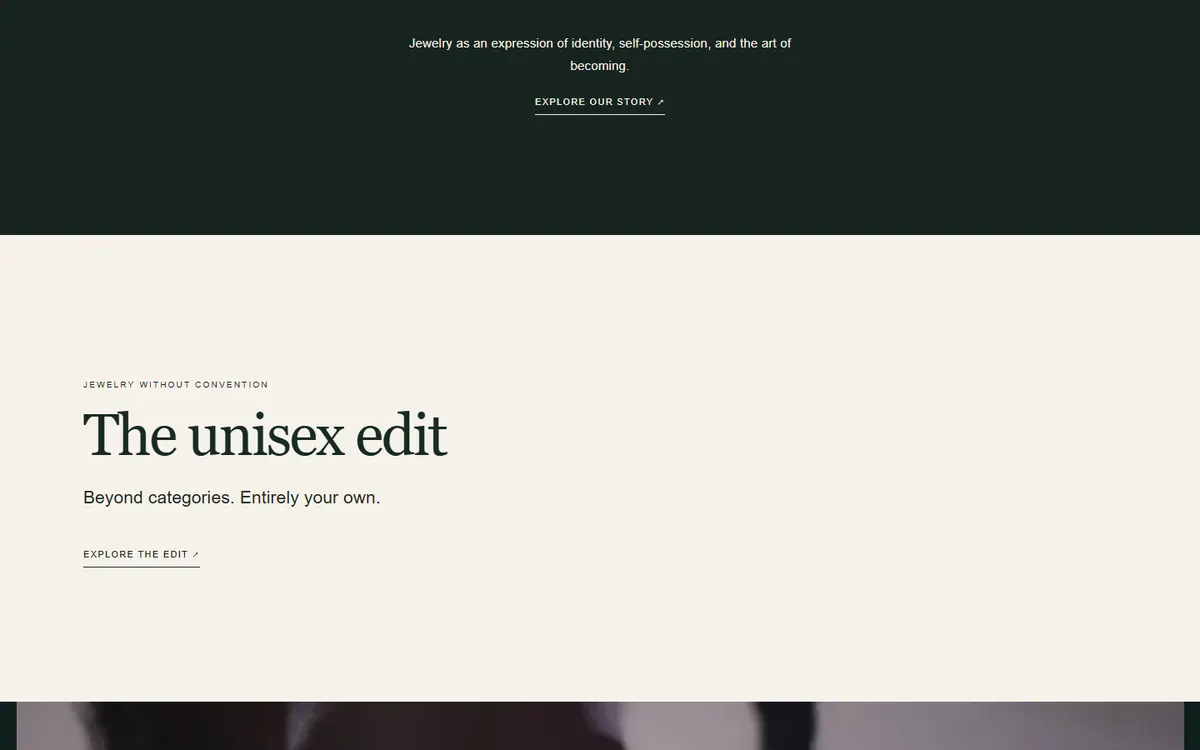 Jewelry as an expression of identity, self-possession, and the art of
becoming.
EXPLORE OUR STORY ↗
JEWELRY WITHOUT CONVENTION
The unisex edit
Beyond categories. Entirely your own.
EXPLORE THE EDIT ↗